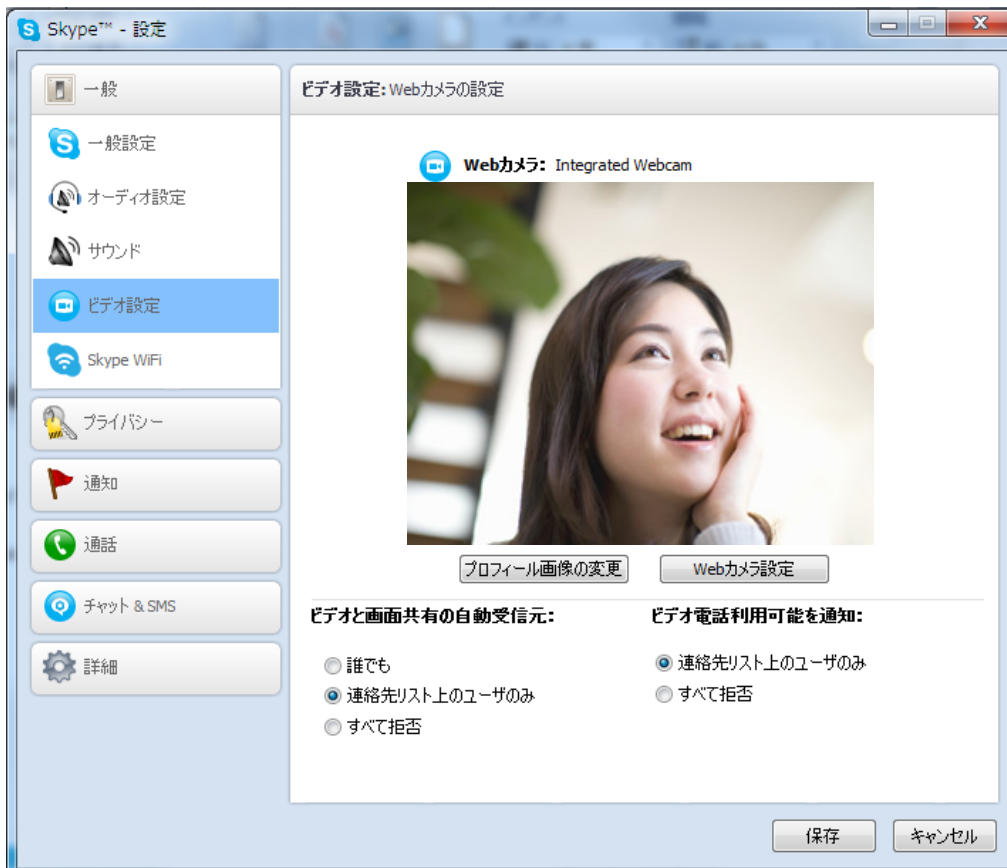 Skype™ - 設定
一般
一般設定
オーディオ設定
サウンド
ビデオ設定
Skype WiFi
プライバシー
通知
通話
チャット & SMS
詳細
ビデオ設定: Webカメラの設定
Webカメラ: Integrated Webcam
プロフィール画像の変更
Webカメラ設定
ビデオと画面共有の自動受信元:
誰でも
連絡先リスト上のユーザのみ
すべて拒否
ビデオ電話利用可能を通知:
連絡先リスト上のユーザのみ
すべて拒否
保存
キャンセル